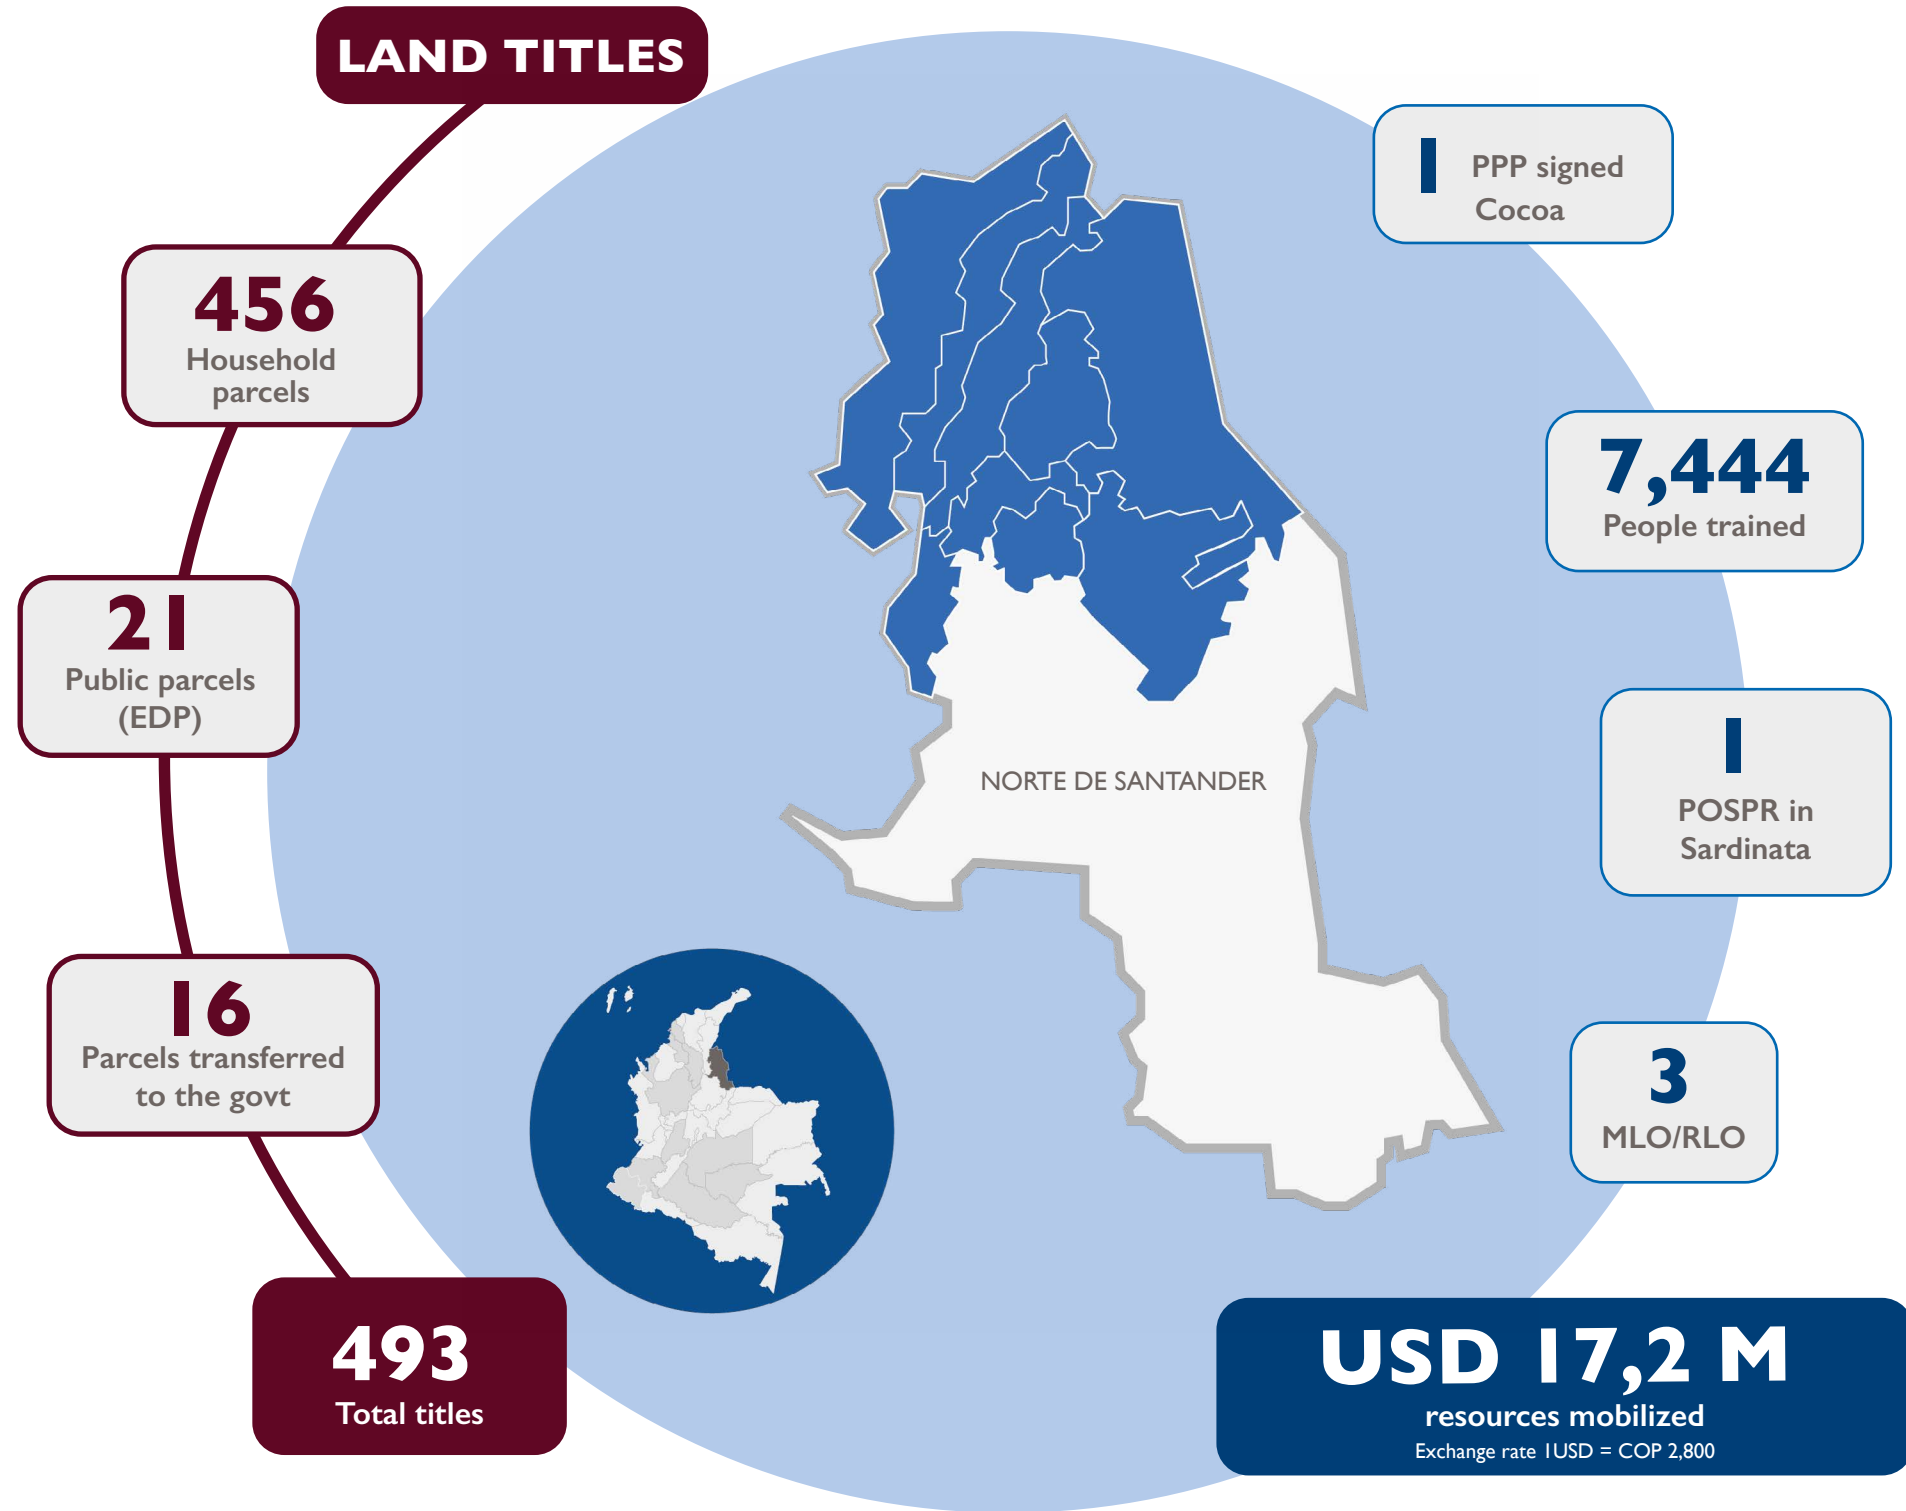 LAND TITLES
456
Household
parcels
21
Public parcels
(EDP)
16
Parcels transferred
to the govt
493
Total titles
NORTE DE SANTANDER
1
PPP signed
Cocoa
7,444
People trained
1
POSPR in
Sardinata
3
MLO/RLO
USD 17,2 M
resources mobilized
Exchange rate 1USD = COP 2,800